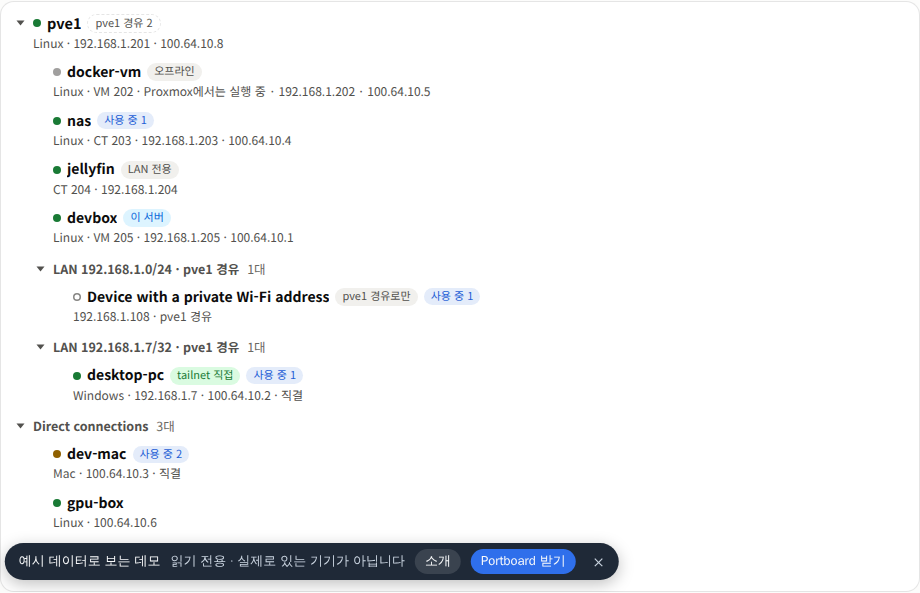 pve1 pve1 경유 2
Linux · 192.168.1.201 · 100.64.10.8
docker-vm 오프라인
Linux · VM 202 · Proxmox에서는 실행 중 · 192.168.1.202 · 100.64.10.5
nas 사용 중 1
Linux · CT 203 · 192.168.1.203 · 100.64.10.4
jellyfin LAN 전용
CT 204 · 192.168.1.204
devbox 이 서버
Linux · VM 205 · 192.168.1.205 · 100.64.10.1
LAN 192.168.1.0/24 · pve1 경유 1대
Device with a private Wi-Fi address pve1 경유로만 사용 중 1
192.168.1.108 · pve1 경유
LAN 192.168.1.7/32 · pve1 경유 1대
desktop-pc tailnet 직접 사용 중 1
Windows · 192.168.1.7 · 100.64.10.2 · 직결
Direct connections 3대
dev-mac 사용 중 2
Mac · 100.64.10.3 · 직결
gpu-box
Linux · 100.64.10.6
예시 데이터로 보는 데모 읽기 전용 · 실제로 있는 기기가 아닙니다 소개 Portboard 받기